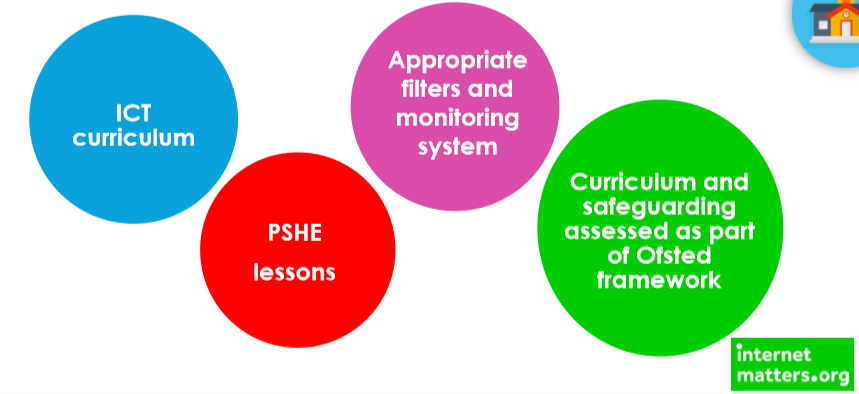 ICT
curriculum
PSHE
lessons
Appropriate
filters and
monitoring
system
Curriculum and
safeguarding
assessed as part
of Ofsted
framework
internet
matters.org